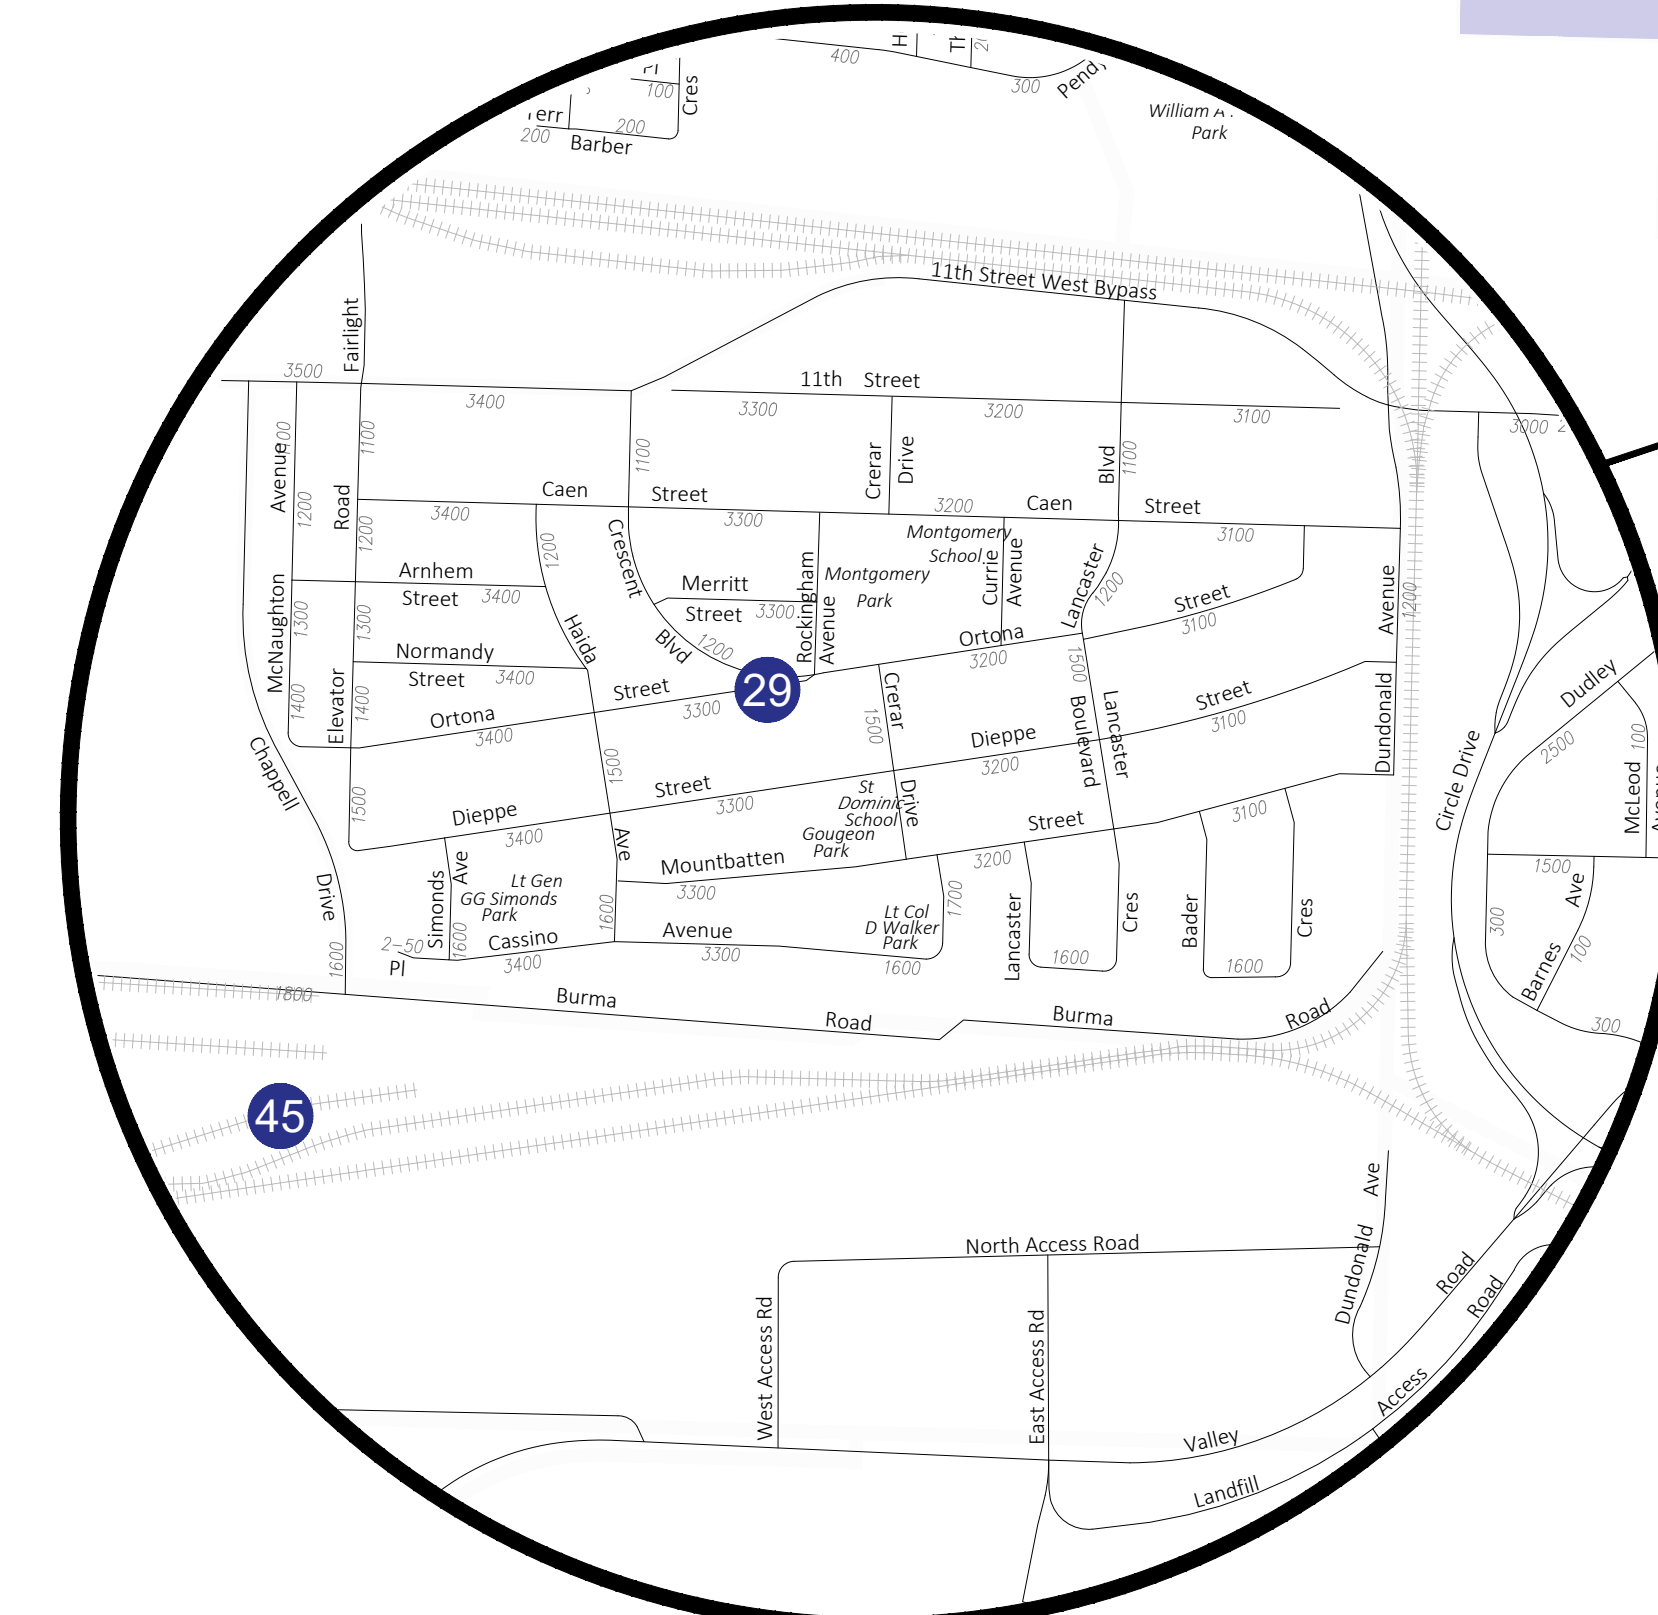 400
300
100
Cres
200
200
Barber
William A
Park
11th Street West Bypass
Fairlight
3500
3400
11th Street
3300
3200
3100
3000
1100
1100
1100
Crerar
Drive
Blvd
1100
Avenue
1200
Road
1200
Caen
Street
3400
3300
3200
Caen
Street
3100
1200
Crescent
Montgomery
School
Montgomery
Park
Currie
Avenue
Lancaster
1200
Avenue
1200
Arnhem
Street 3400
Merritt
Street 3300
Rockingham
Avenue
Street
3100
McNaughton
1300
1300
Haida
Blvd
1200
Ortona
3200
Normandy
Street 3400
1400
1400
Elevator
Ortona
3400
Street
3300
29
Crerar
1500
1500
Boulevard
Lancaster
Street
3100
Dundonald
Dudley
2500
100
McLeod
Circle Drive
Chappell
1500
1500
Dieppe
3400
Street
3300
Dieppe
3200
St
Dominic
School
Gougeon
Park
Drive
Street
3100
Simonds
Ave
Lt Gen
GG Simonds
Park
Ave
Mountbatten
3300
3200
1500
Ave
300
Barnes
100
300
Drive
1600
1600
2-50
Pl
Cassino
3400
1600
Avenue
3300
Lt Col
D Walker
Park
1700
1600
Lancaster
1600
Cres
Bader
1600
Cres
1800
Burma
Road
Burma
Road
45
North Access Road
Dundonald
Ave
West Access Rd
East Access Rd
Valley
Road
Landfill
Access
Road